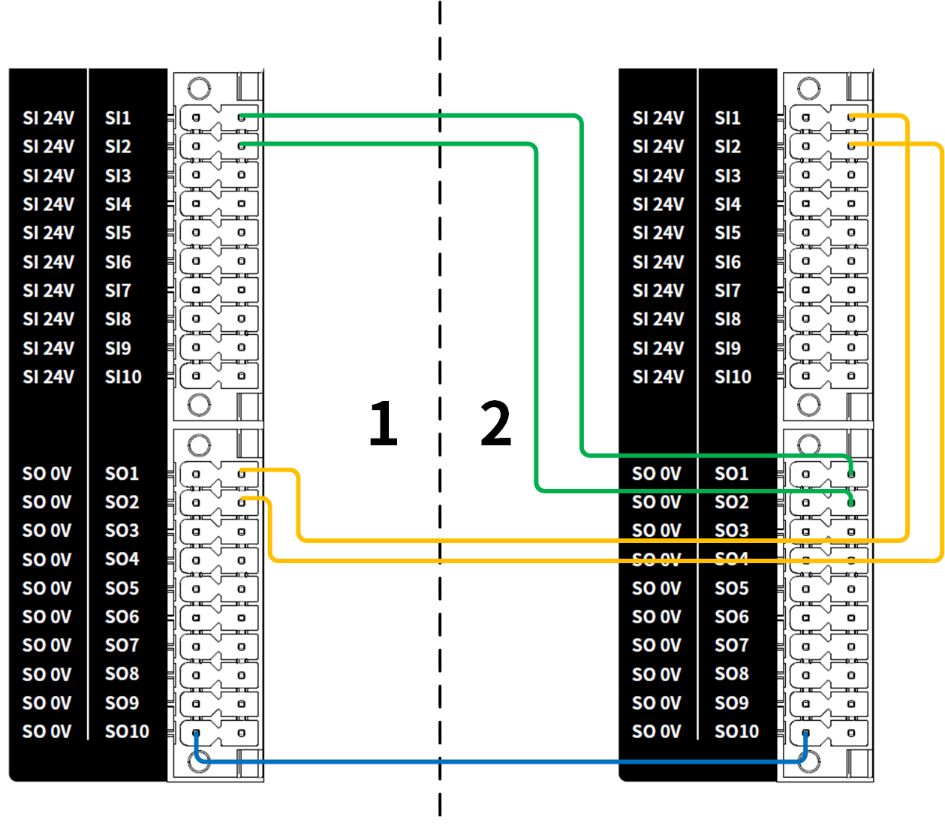 SI 24V SI1 SI 24V SI1
SI 24V SI2 SI 24V SI2
SI 24V SI3 SI 24V SI3
SI 24V SI4 SI 24V SI4
SI 24V SI5 SI 24V SI5
SI 24V SI6 SI 24V SI6
SI 24V SI7 SI 24V SI7
SI 24V SI8 SI 24V SI8
SI 24V SI9 SI 24V SI9
SI 24V SI10 SI 24V SI10
1 2
SO 0V SO1 SO 0V SO1
SO 0V SO2 SO 0V SO2
SO 0V SO3 SO 0V SO3
SO 0V SO4 SO 0V SO4
SO 0V SO5 SO 0V SO5
SO 0V SO6 SO 0V SO6
SO 0V SO7 SO 0V SO7
SO 0V SO8 SO 0V SO8
SO 0V SO9 SO 0V SO9
SO 0V SO10 SO 0V SO10